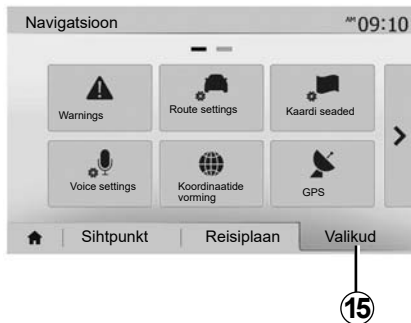 Navigatsioon
AM 09:10
Warnings
Route settings
Kaardi seaded
Voice settings
Koordinaatide
vorming
GPS
Sihtpunkt
Reisiplaan
Valikud
15